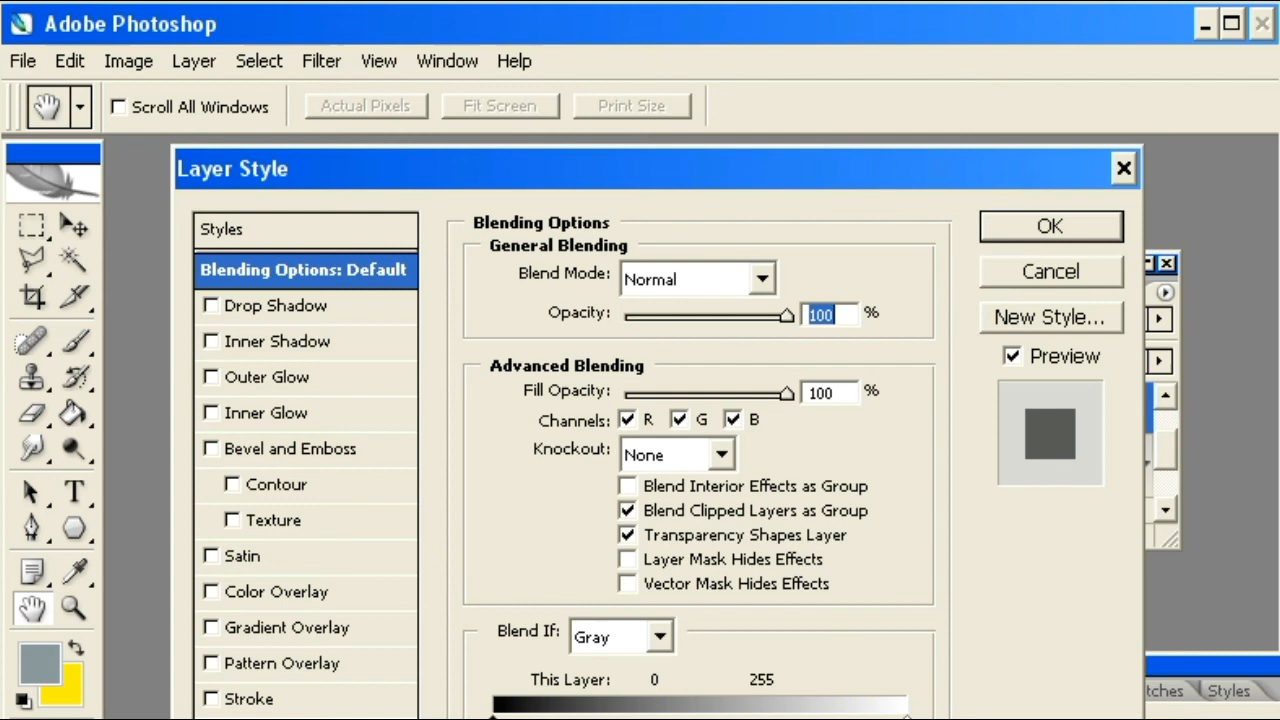 Adobe Photoshop
File Edit Image Layer Select Filter View Window Help
Scroll All Windows Actual Pixels Fit Screen Print Size
Layer Style
Styles
Blending Options: Default
Drop Shadow
Inner Shadow
Outer Glow
Inner Glow
Bevel and Emboss
Contour
Texture
Satin
Color Overlay
Gradient Overlay
Pattern Overlay
Stroke
Blending Options
General Blending
Blend Mode: Normal
Opacity: 100 %
Advanced Blending
Fill Opacity: 100 %
Channels: R G B
Knockout: None
Blend Interior Effects as Group
Blend Clipped Layers as Group
Transparency Shapes Layer
Layer Mask Hides Effects
Vector Mask Hides Effects
Blend If: Gray
This Layer: 0 255
OK
Cancel
New Style...
Preview
tches Styles